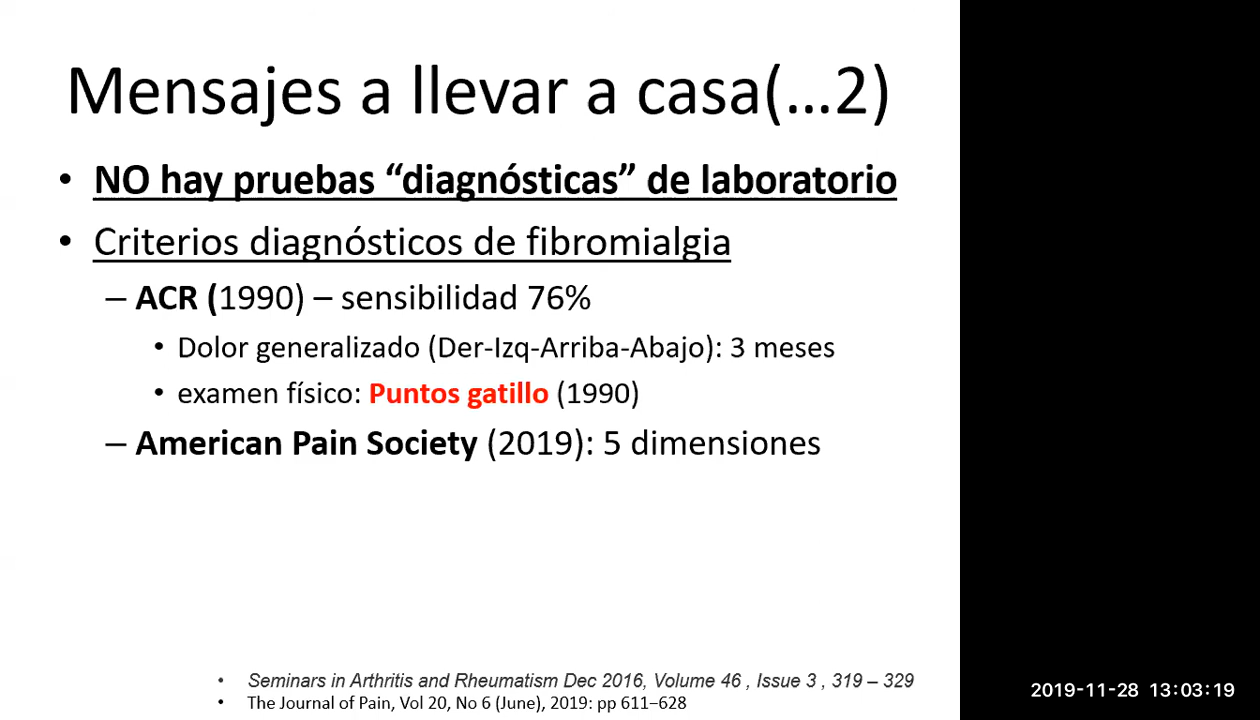 Mensajes a llevar a casa(...2)
• NO hay pruebas “diagnósticas” de laboratorio
• Criterios diagnósticos de fibromialgia
– ACR (1990) – sensibilidad 76%
• Dolor generalizado (Der-Izq-Arriba-Abajo): 3 meses
• examen físico: Puntos gatillo (1990)
– American Pain Society (2019): 5 dimensiones
• Seminars in Arthritis and Rheumatism Dec 2016, Volume 46 , Issue 3 , 319 – 329
• The Journal of Pain, Vol 20, No 6 (June), 2019: pp 611−628
2019-11-28 13:03:19